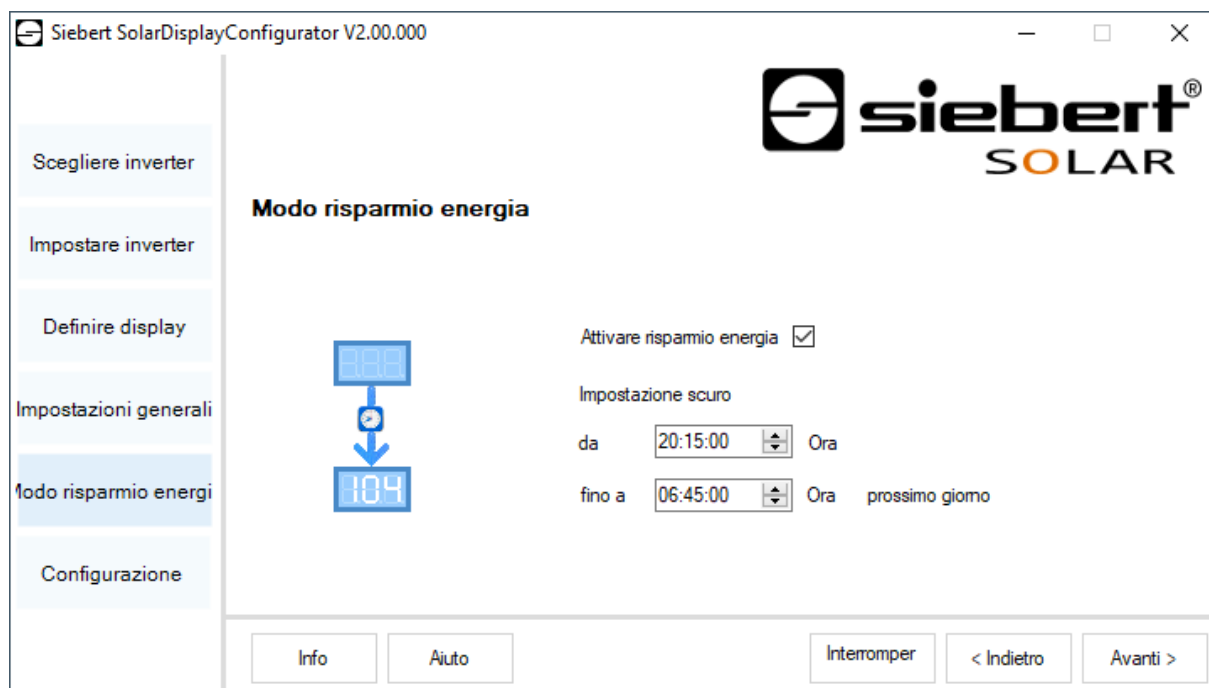 Siebert SolarDisplayConfigurator V2.00.000
siebert®
SOLAR
Scegliere inverter
Impostare inverter
Definire display
Impostazioni generali
Modo risparmio energi
Configurazione
Modo risparmio energia
104
Attivare risparmio energia
Impostazione scuro
da 20:15:00 Ora
fino a 06:45:00 Ora prossimo giorno
Info Aiuto Interromper < Indietro Avanti >